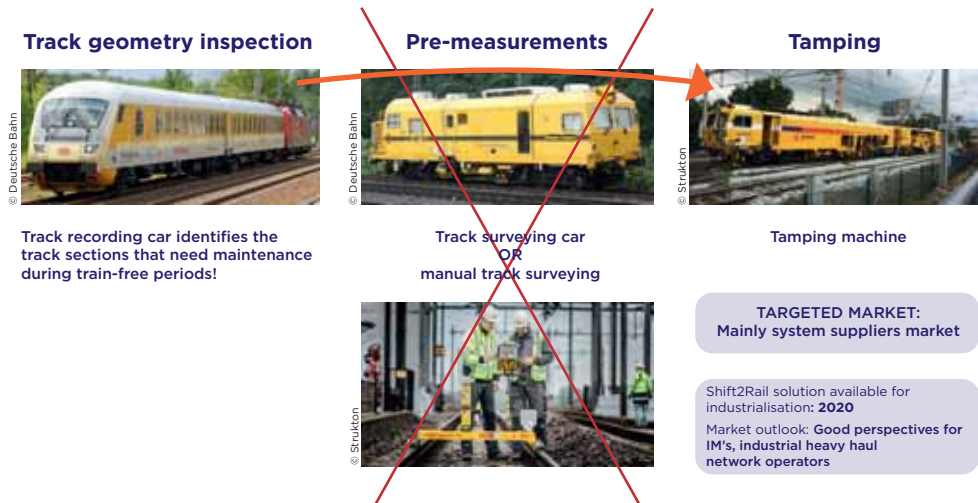 Track geometry inspection
© Deutsche Bahn
Track recording car identifies the
track sections that need maintenance
during train-free periods!
Pre-measurements
© Deutsche Bahn
Track surveying car
OR
manual track surveying
© Strukton
Tamping
© Strukton
Tamping machine
TARGETED MARKET:
Mainly system suppliers market
Shift2Rail solution available for
industrialisation: 2020
Market outlook: Good perspectives for
IM's, industrial heavy haul
network operators